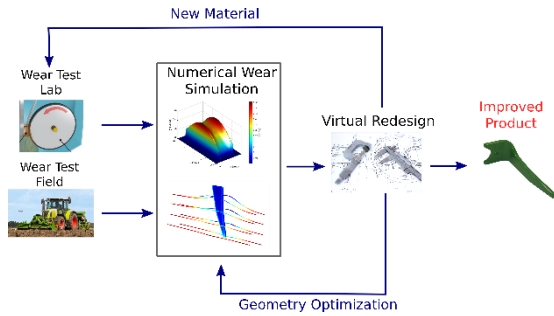 New Material
Wear Test
Lab
Numerical Wear
Simulation
Virtual Redesign
Improved
Product
Wear Test
Field
Geometry Optimization